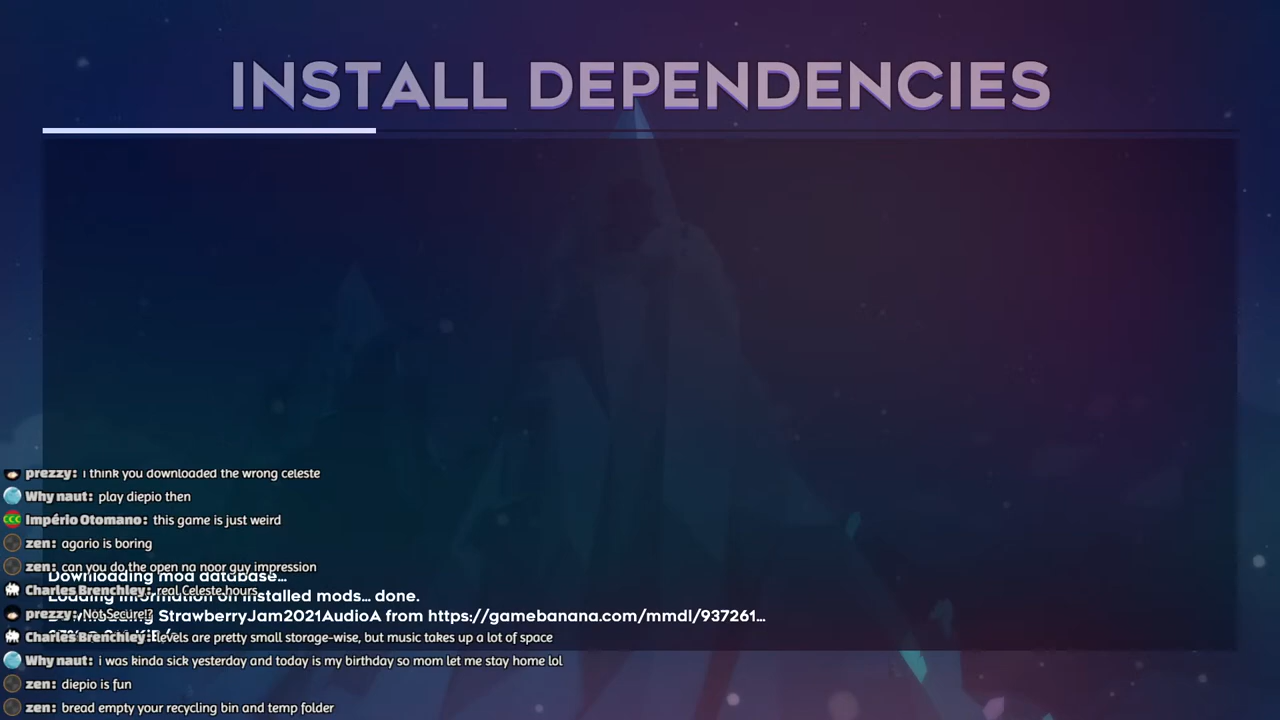 INSTALL DEPENDENCIES
prezzy: i think you downloaded the wrong celeste
Why naut: play diepio then
Império Otomano: this game is just weird
zen: agario is boring
zen: can you do the open na noor guy impression
Downloading mod database...
Charles Brenchley: real Celeste hours
Loading information on installed mods... done.
prezzy: Not Secure!?
StrawberryJam2021AudioA from https://gamebanana.com/mmdl/937261...
Charles Brenchley: levels are pretty small storage-wise, but music takes up a lot of space
Why naut: i was kinda sick yesterday and today is my birthday so mom let me stay home lol
zen: diepio is fun
zen: bread empty your recycling bin and temp folder